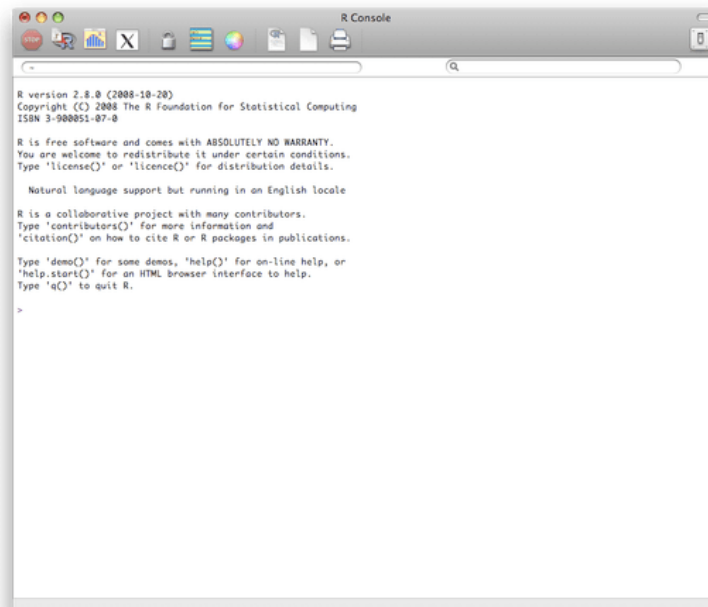 R Console
STOP
X
~
R version 2.8.0 (2008-10-20)
Copyright (C) 2008 The R Foundation for Statistical Computing
ISBN 3-900051-07-0
R is free software and comes with ABSOLUTELY NO WARRANTY.
You are welcome to redistribute it under certain conditions.
Type 'license()' or 'licence()' for distribution details.
Natural language support but running in an English locale
R is a collaborative project with many contributors.
Type 'contributors()' for more information and
'citation()' on how to cite R or R packages in publications.
Type 'demo()' for some demos, 'help()' for on-line help, or
'help.start()' for an HTML browser interface to help.
Type 'q()' to quit R.
>